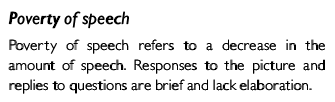 Poverty of speech
Poverty of speech refers to a decrease in the
amount of speech. Responses to the picture and
replies to questions are brief and lack elaboration.